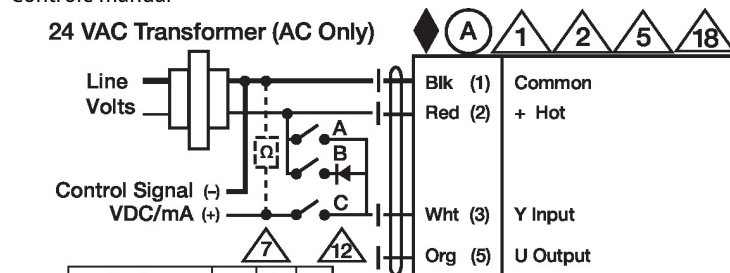 24 VAC Transformer (AC Only)
A 1 2 5 18
Line
Volts
Blk (1) Common
Red (2) + Hot
A
Ω
B
Control Signal (–)
VDC/mA (+)
C
Wht (3) Y Input
7 12
Org (5) U Output